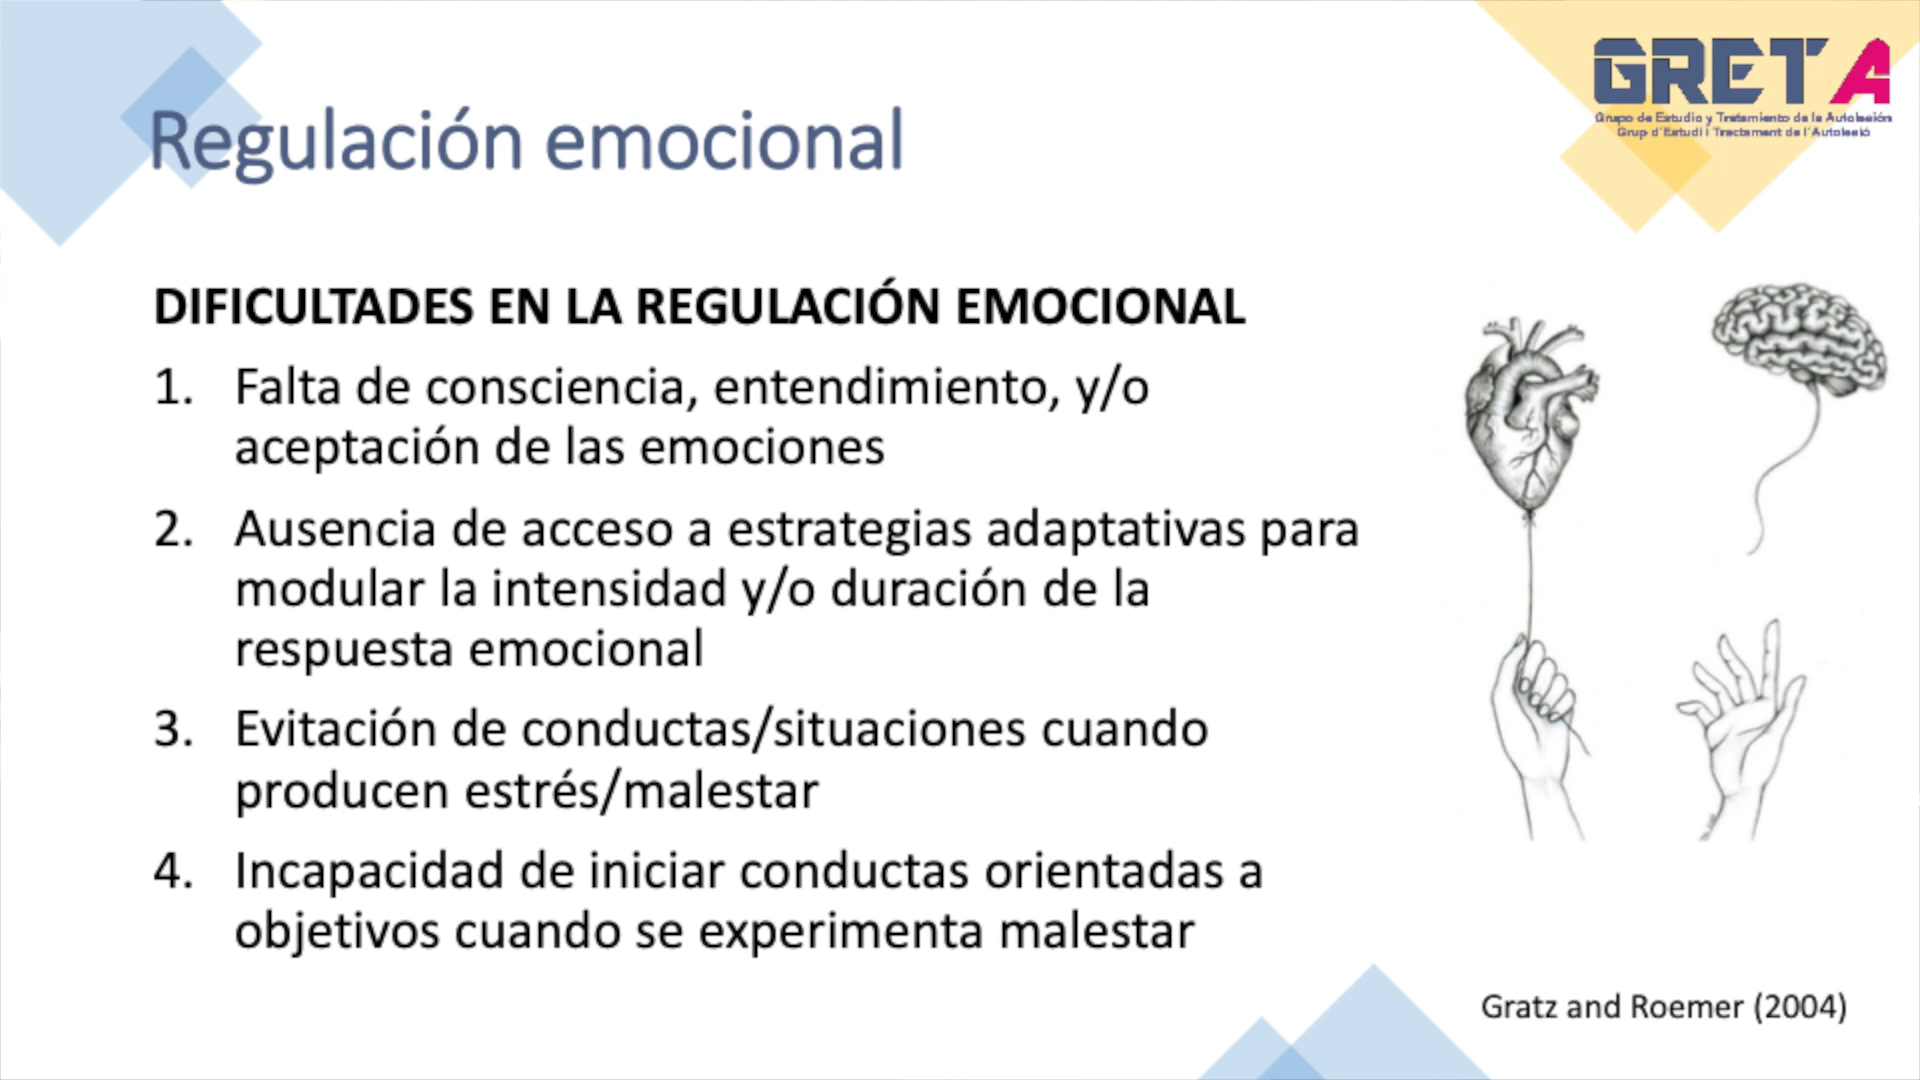 GRETA
Grupo de Estudio y Tratamiento de la Autolesión
Grup d'Estudi i Tractament de l'Autolesió
Regulación emocional
DIFICULTADES EN LA REGULACIÓN EMOCIONAL
1. Falta de consciencia, entendimiento, y/o
aceptación de las emociones
2. Ausencia de acceso a estrategias adaptativas para
modular la intensidad y/o duración de la
respuesta emocional
3. Evitación de conductas/situaciones cuando
producen estrés/malestar
4. Incapacidad de iniciar conductas orientadas a
objetivos cuando se experimenta malestar
Gratz and Roemer (2004)